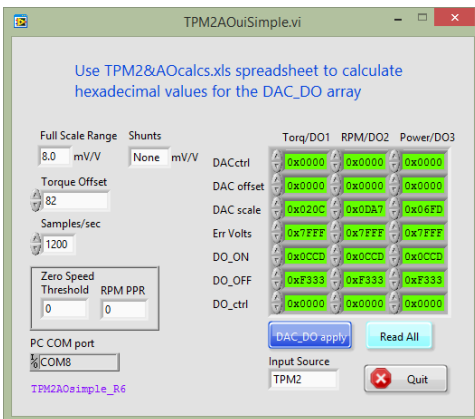 TPM2AOuiSimple.vi
Use TPM2&AOcalcs.xls spreadsheet to calculate
hexadecimal values for the DAC_DO array
Full Scale Range Shunts
8.0 mV/V None mV/V
Torque Offset
82
Samples/sec
1200
Zero Speed
Threshold RPM PPR
0 0
PC COM port
COM8
TPM2AOsimple_R6
Torq/DO1 RPM/DO2 Power/DO3
DACctrl 0x0000 0x0000 0x0000
DAC offset 0x0000 0x0000 0x0000
DAC scale 0x020C 0x0DA7 0x06FD
Err Volts 0x7FFF 0x7FFF 0x7FFF
DO_ON 0x0CCD 0x0CCD 0x0CCD
DO_OFF 0xF333 0xF333 0xF333
DO_ctrl 0x0000 0x0000 0x0000
DAC_DO apply Read All
Input Source
TPM2 Quit